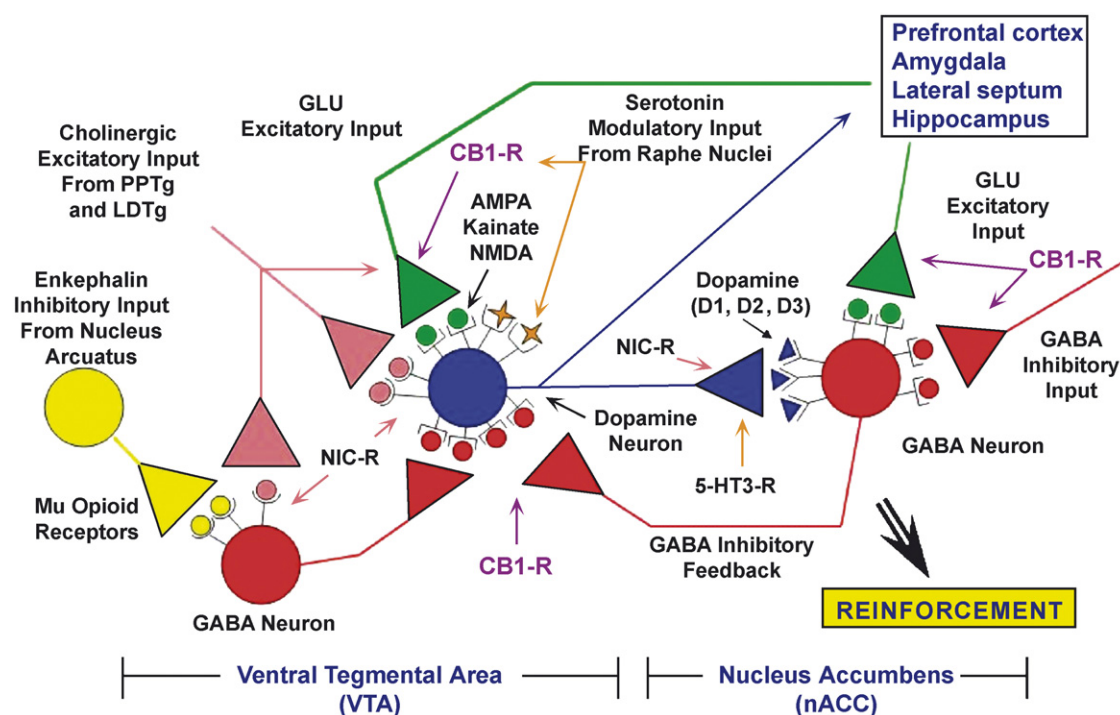 Prefrontal cortex
Amygdala
Lateral septum
Hippocampus
GLU
Excitatory Input
Serotonin
Modulatory Input
From Raphe Nuclei
Cholinergic
Excitatory Input
From PPTg
and LDTg
CB1-R
AMPA
Kainate
NMDA
GLU
Excitatory
Input
CB1-R
Enkephalin
Inhibitory Input
From Nucleus
Arcuatus
Dopamine
(D1, D2, D3)
NIC-R
GABA
Inhibitory
Input
Dopamine
Neuron
GABA Neuron
NIC-R
Mu Opioid
Receptors
5-HT3-R
CB1-R
GABA Inhibitory
Feedback
GABA Neuron
REINFORCEMENT
Ventral Tegmental Area
(VTA)
Nucleus Accumbens
(nACC)